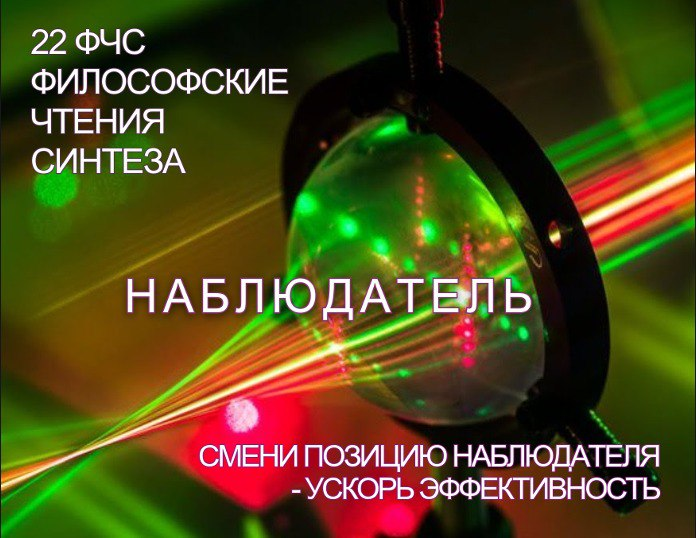 22 ФЧС
ФИЛОСОФСКИЕ
ЧТЕНИЯ
СИНТЕЗА
НАБЛЮДАТЕЛЬ
СМЕНИ ПОЗИЦИЮ НАБЛЮДАТЕЛЯ
- УСКОРЬ ЭФФЕКТИВНОСТЬ